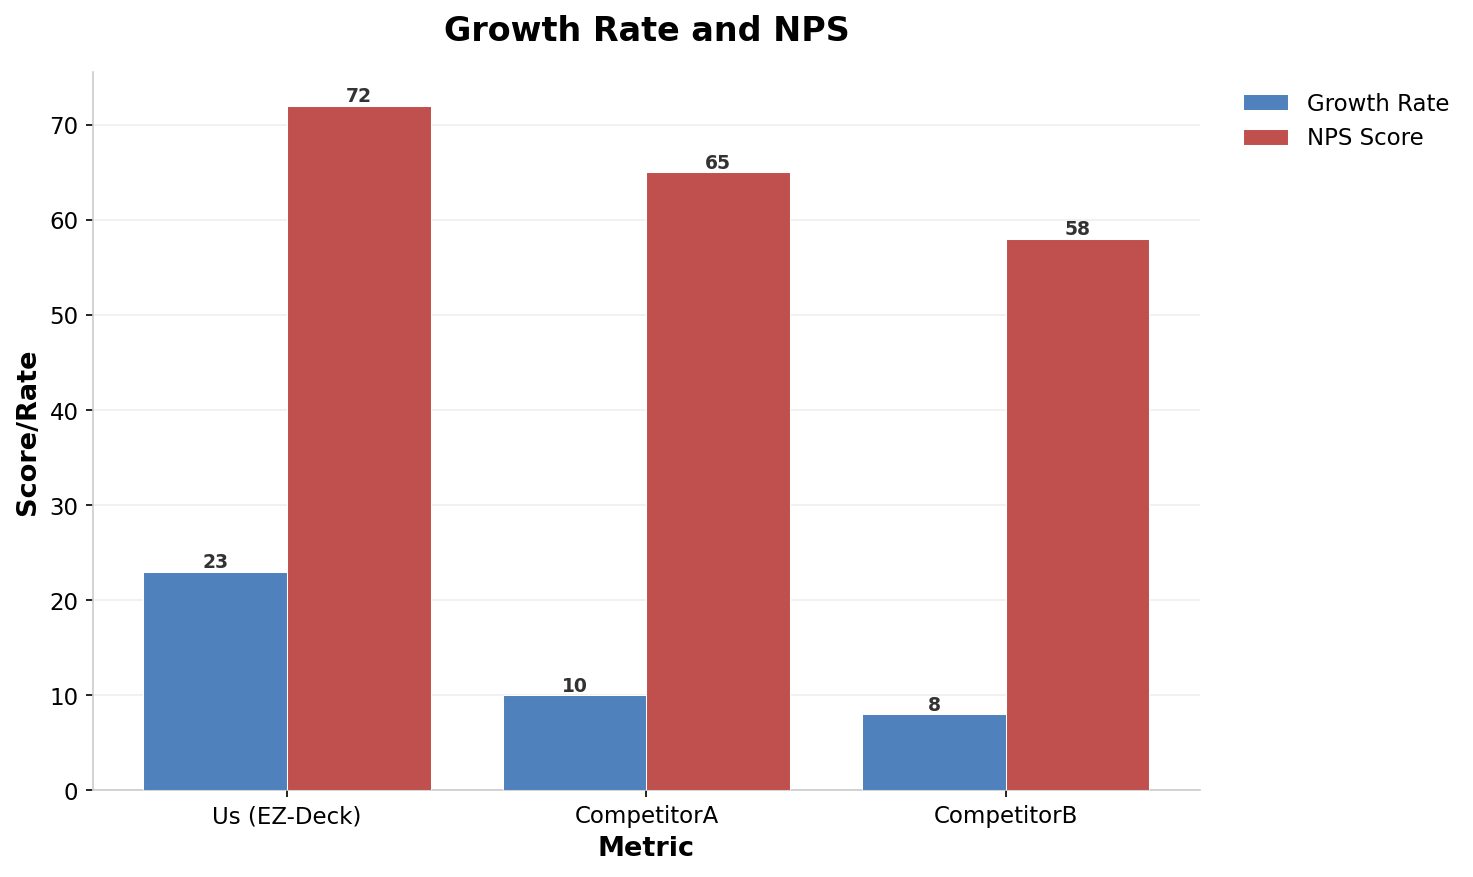 Growth Rate and NPS
Growth Rate
NPS Score
72
65
58
23
10
8
70
60
50
40
30
20
10
0
Score/Rate
Us (EZ-Deck)
CompetitorA
CompetitorB
Metric